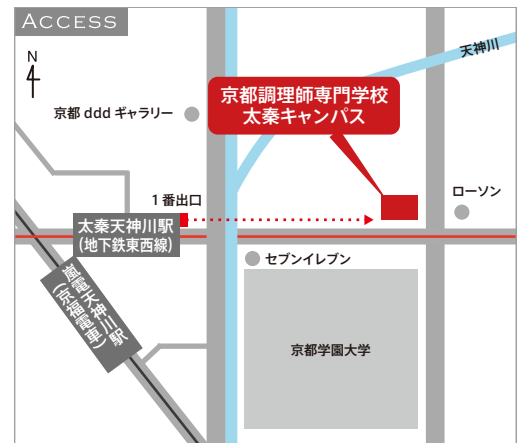 ACCESS
N
天神川
京都調理師専門学校
太秦キャンパス
京都 ddd ギャラリー
1番出口
ローソン
太秦天神川駅
(地下鉄東西線)
セブンイレブン
嵐電天神川駅
(京福電車)
京都学園大学